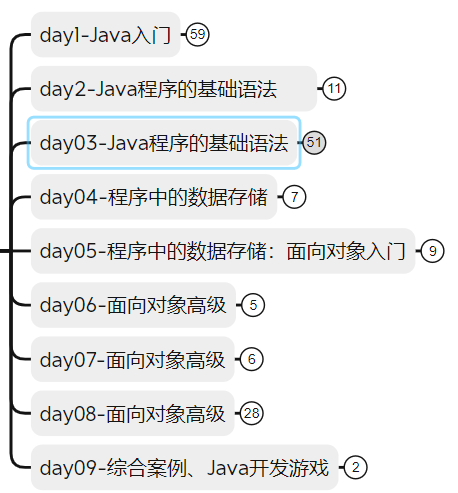 day1-Java入门 59
day2-Java程序的基础语法 11
day03-Java程序的基础语法 51
day04-程序中的数据存储 7
day05-程序中的数据存储：面向对象入门 9
day06-面向对象高级 5
day07-面向对象高级 6
day08-面向对象高级 28
day09-综合案例、Java开发游戏 2